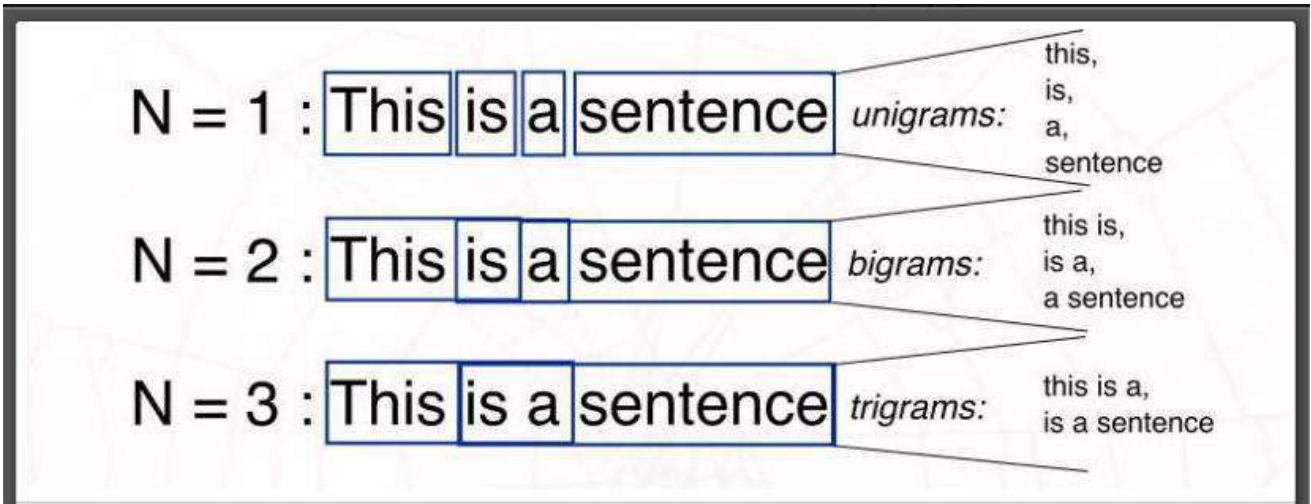 N = 1 : This is a sentence unigrams:
this,
is,
a,
sentence
N = 2 : This is a sentence bigrams:
this is,
is a,
a sentence
N = 3 : This is a sentence trigrams:
this is a,
is a sentence